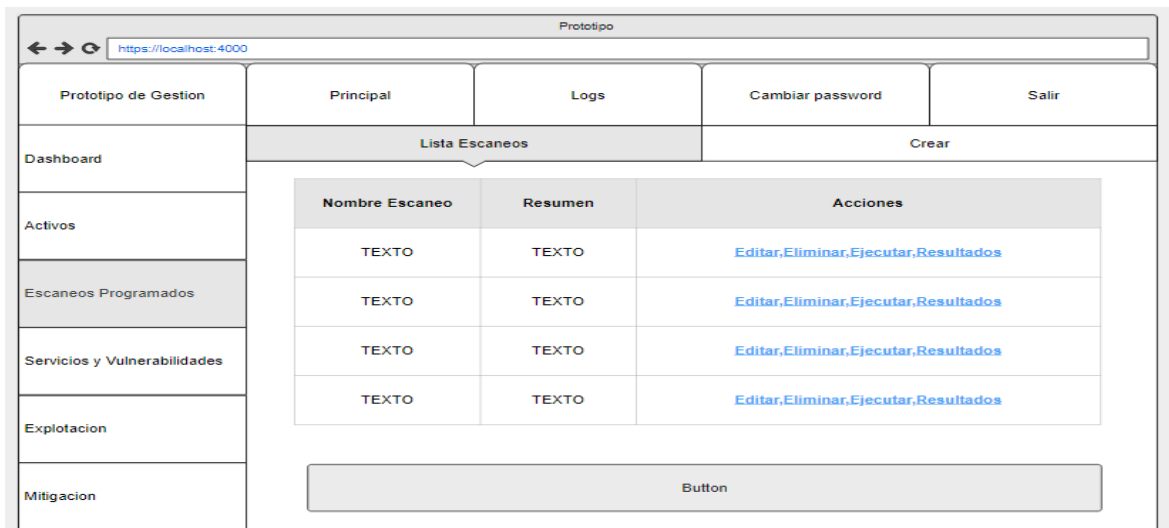 Prototipo
https://localhost:4000
Prototipo de Gestion
Principal
Logs
Cambiar password
Salir
Dashboard
Activos
Escaneos Programados
Servicios y Vulnerabilidades
Explotacion
Mitigacion
Lista Escaneos
Crear
Nombre Escaneo Resumen Acciones
TEXTO TEXTO Editar,Eliminar,Ejecutar,Resultados
TEXTO TEXTO Editar,Eliminar,Ejecutar,Resultados
TEXTO TEXTO Editar,Eliminar,Ejecutar,Resultados
TEXTO TEXTO Editar,Eliminar,Ejecutar,Resultados
Button